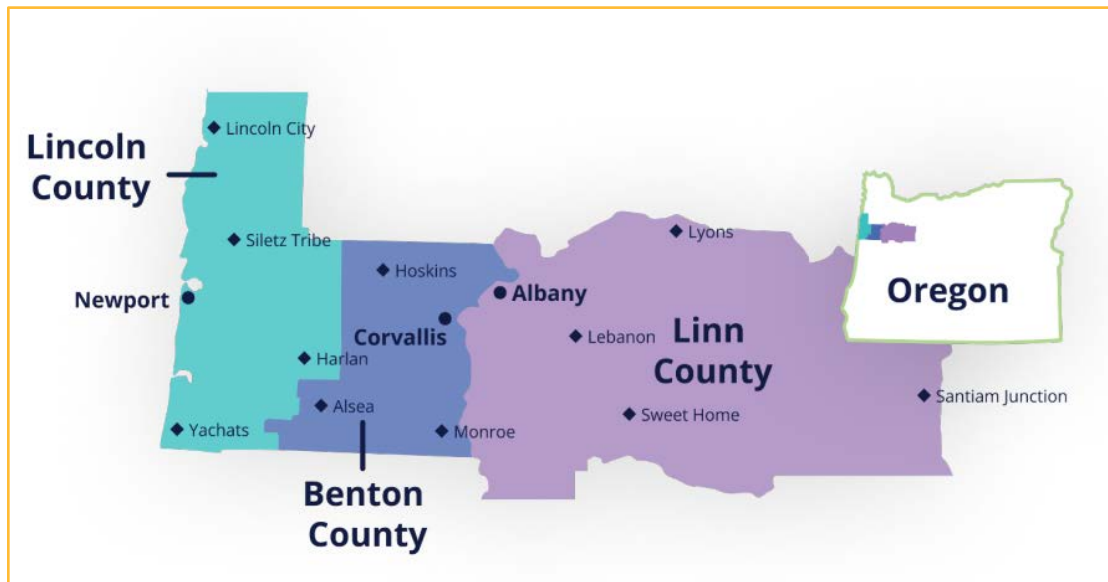 Lincoln City
Lincoln
County
Siletz Tribe
Newport
Harlan
Yachats
Hoskins
Corvallis
Alsea
Monroe
Benton
County
Albany
Lyons
Lebanon
Linn
County
Sweet Home
Santiam Junction
Oregon